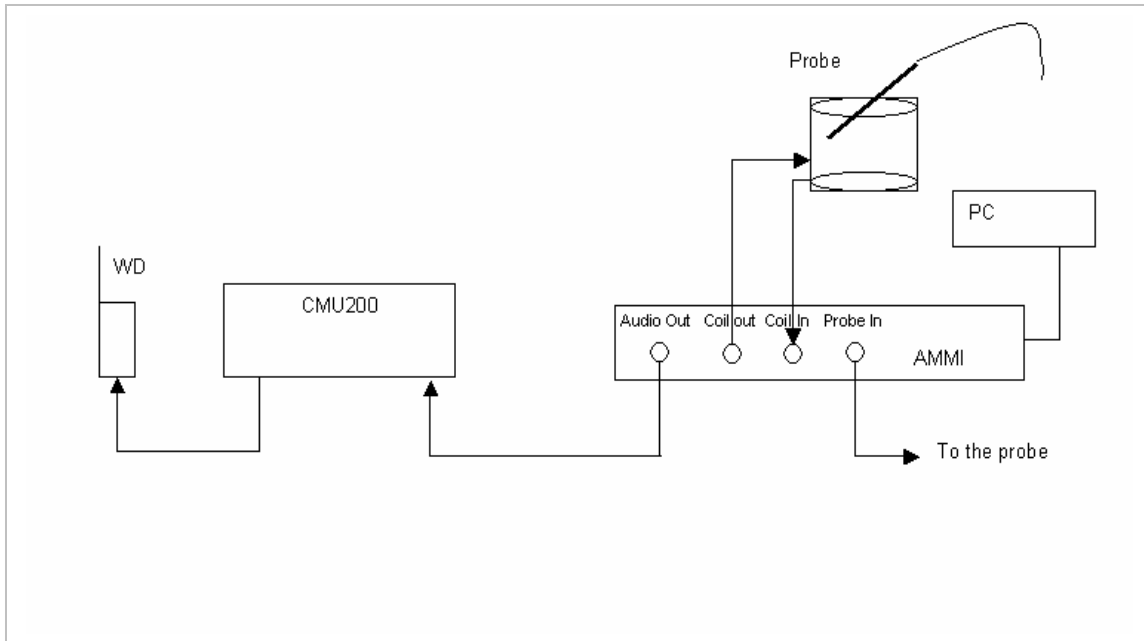 Probe
PC
WD
CMU200
Audio Out
Coil out
Coil In
Probe In
AMMI
To the probe